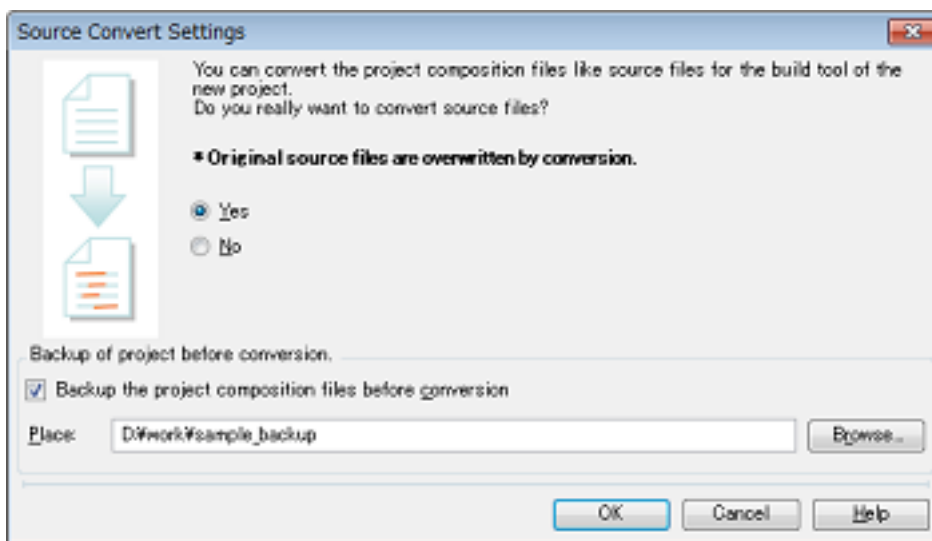 Source Convert Settings
You can convert the project composition files like source files for the build tool of the
new project.
Do you really want to convert source files?
* Original source files are overwritten by conversion.
Yes
No
Backup of project before conversion.
Backup the project composition files before conversion
Place:
D:¥work¥sample_backup
Browse...
OK
Cancel
Help